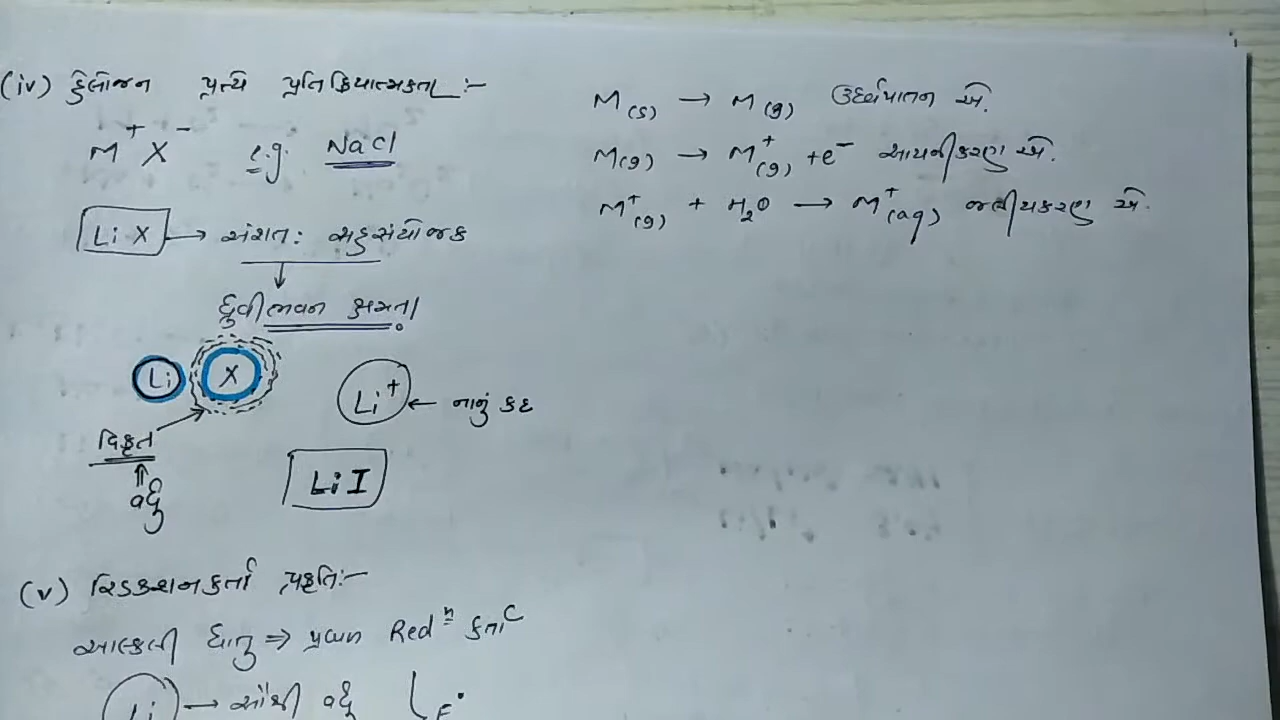 (iv) હેલોજન પ્રત્યે પ્રતિક્રિયાત્મકતા :-
M⁺X⁻ e.g. NaCl
Li X → અંશત: સહસંયોજક
ધ્રુવીભવન ક્ષમતા
Li X
Li⁺ ← નાનું કદ
વિકૃત
વધુ
LiI
(v) રિડક્શનકર્તા પ્રકૃતિ:-
આલ્કલી ધાતુ ⇒ પ્રબળ Redⁿ કર્તા
Li → સૌથી વધુ E°
M(s) → M(g) ઉર્ધ્વપાતન એ.
M(g) → M⁺(g) + e⁻ આયનીકરણ એ.
M⁺(g) + H₂O → M⁺(aq) જલીયકરણ એ.